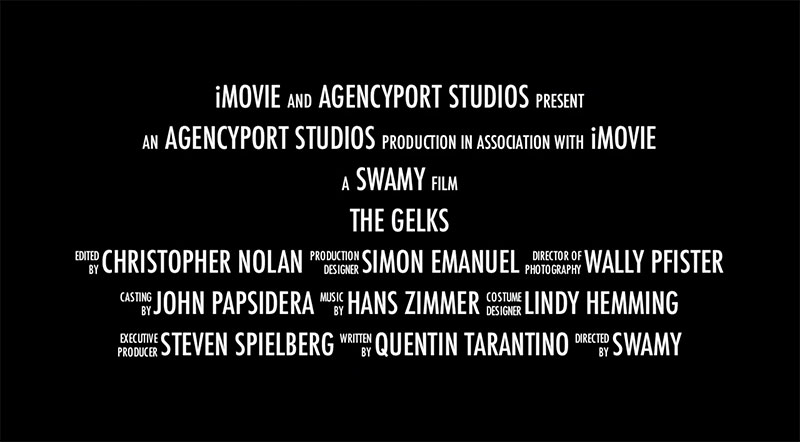 iMOVIE AND AGENCYPORT STUDIOS PRESENT
AN AGENCYPORT STUDIOS PRODUCTION IN ASSOCIATION WITH iMOVIE
A SWAMY FILM
THE GELKS
EDITED BY CHRISTOPHER NOLAN PRODUCTION DESIGNER SIMON EMANUEL DIRECTOR OF PHOTOGRAPHY WALLY PFISTER
CASTING BY JOHN PAPSIDERA MUSIC BY HANS ZIMMER COSTUME DESIGNER LINDY HEMMING
EXECUTIVE PRODUCER STEVEN SPIELBERG WRITTEN BY QUENTIN TARANTINO DIRECTED BY SWAMY